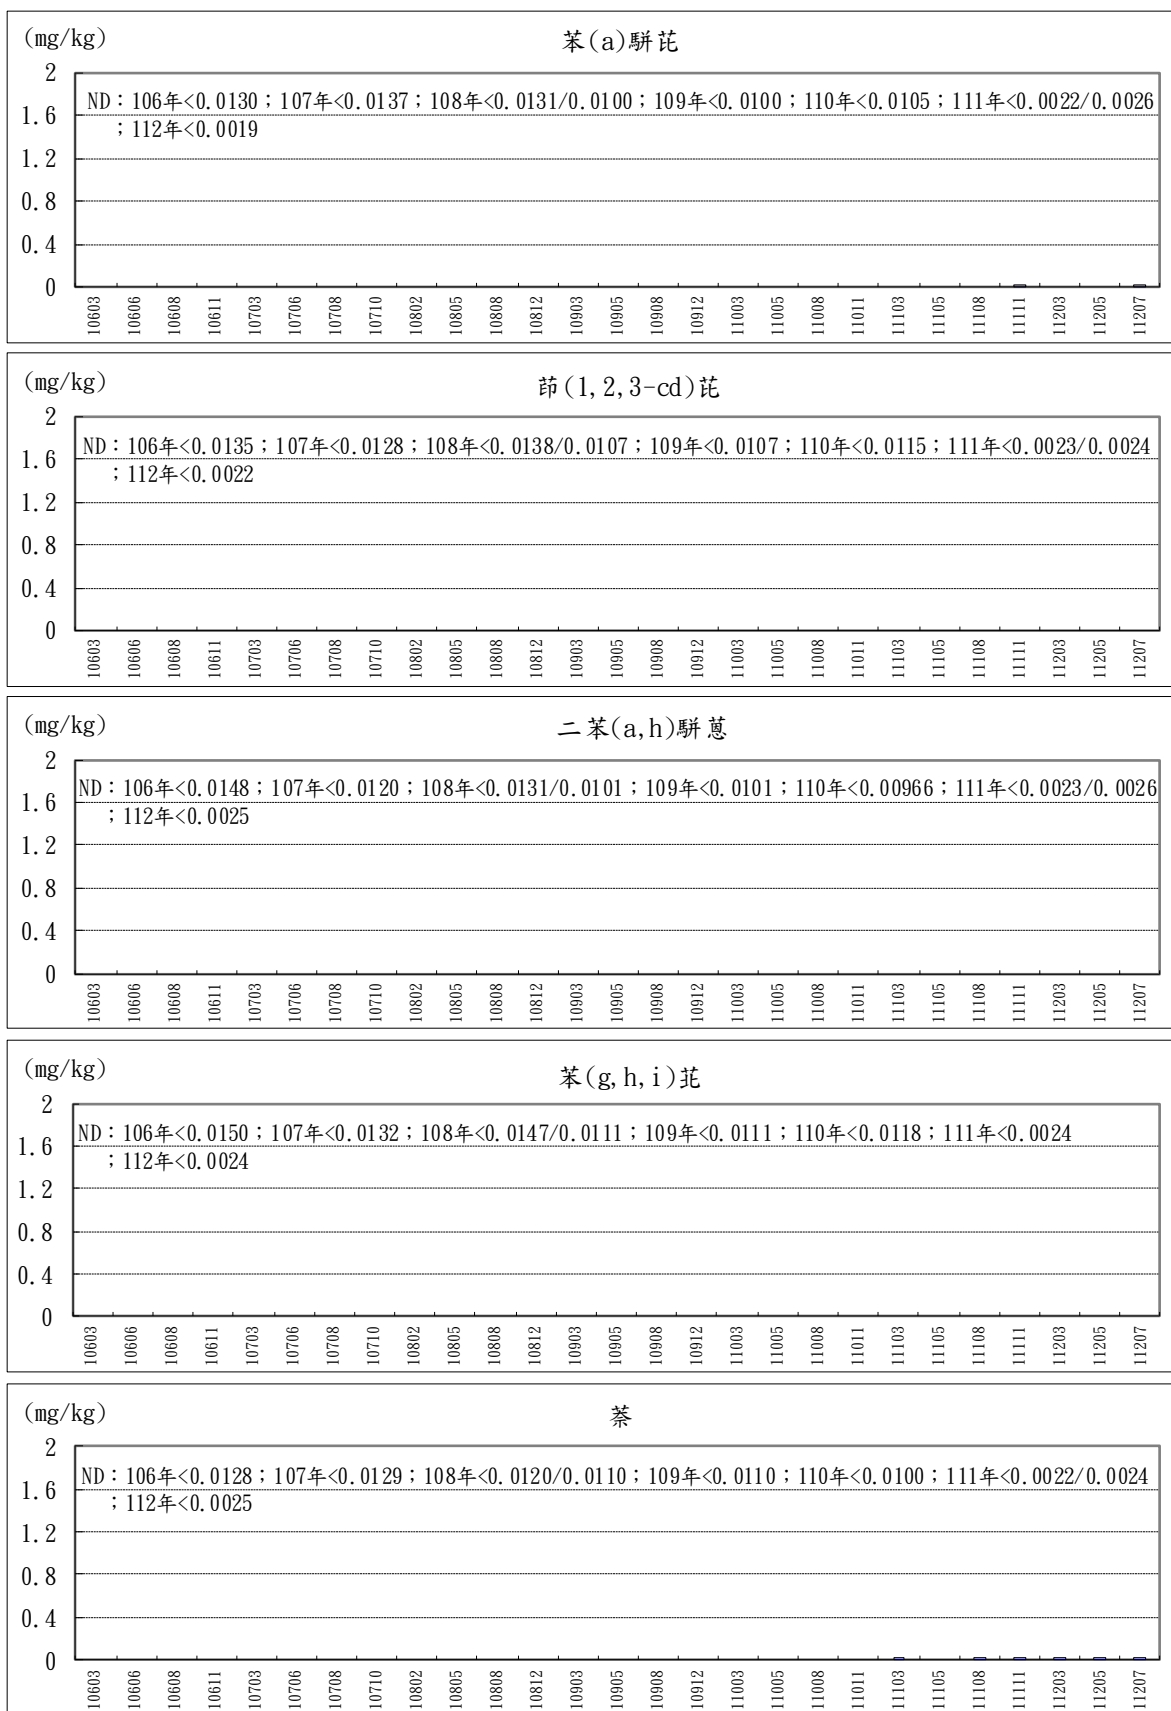 (mg/kg)
苯(a)駢芘
2
ND：106年<0.0130；107年<0.0137；108年<0.0131/0.0100；109年<0.0100；110年<0.0105；111年<0.0022/0.0026
1.6
；112年<0.0019
1.2
0.8
0.4
0
10603 10606 10608 10611 10703 10706 10708 10710 10802 10805 10808 10812 10903 10905 10908 10912 11003 11005 11008 11011 11103 11105 11108 11111 11203 11205 11207
(mg/kg)
茚(1,2,3-cd)芘
2
ND：106年<0.0135；107年<0.0128；108年<0.0138/0.0107；109年<0.0107；110年<0.0115；111年<0.0023/0.0024
1.6
；112年<0.0022
1.2
0.8
0.4
0
10603 10606 10608 10611 10703 10706 10708 10710 10802 10805 10808 10812 10903 10905 10908 10912 11003 11005 11008 11011 11103 11105 11108 11111 11203 11205 11207
(mg/kg)
二苯(a,h)駢蒽
2
ND：106年<0.0148；107年<0.0120；108年<0.0131/0.0101；109年<0.0101；110年<0.00966；111年<0.0023/0.0026
1.6
；112年<0.0025
1.2
0.8
0.4
0
10603 10606 10608 10611 10703 10706 10708 10710 10802 10805 10808 10812 10903 10905 10908 10912 11003 11005 11008 11011 11103 11105 11108 11111 11203 11205 11207
(mg/kg)
苯(g,h,i)苝
2
ND：106年<0.0150；107年<0.0132；108年<0.0147/0.0111；109年<0.0111；110年<0.0118；111年<0.0024
1.6
；112年<0.0024
1.2
0.8
0.4
0
10603 10606 10608 10611 10703 10706 10708 10710 10802 10805 10808 10812 10903 10905 10908 10912 11003 11005 11008 11011 11103 11105 11108 11111 11203 11205 11207
(mg/kg)
萘
2
ND：106年<0.0128；107年<0.0129；108年<0.0120/0.0110；109年<0.0110；110年<0.0100；111年<0.0022/0.0024
1.6
；112年<0.0025
1.2
0.8
0.4
0
10603 10606 10608 10611 10703 10706 10708 10710 10802 10805 10808 10812 10903 10905 10908 10912 11003 11005 11008 11011 11103 11105 11108 11111 11203 11205 11207